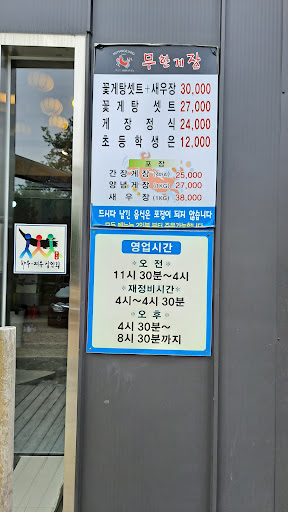 무한게장
꽃게탕셋트+새우장 30,000
꽃게탕 셋트 27,000
게장정식 24,000
초등학생은 12,000
포장
간장게장 25,000
양념게장 (1KG) 27,000
새우장 (1KG) 38,000
드시다 남긴 음식은 포장이 되지 않습니다
영업시간
오 전
11시 30분~4시
재정비시간
4시~4시 30분
오 후
4시 30분~
8시 30분까지